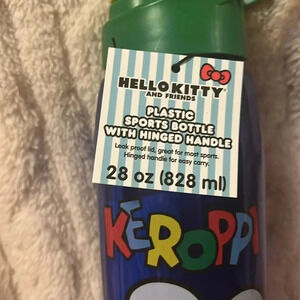 HELLO KITTY
AND FRIENDS
PLASTIC
SPORTS BOTTLE
WITH HINGED HANDLE
Leak proof lid, great for most sports.
Hinged handle for easy carry.
28 oz (828 ml)
KEROPPI